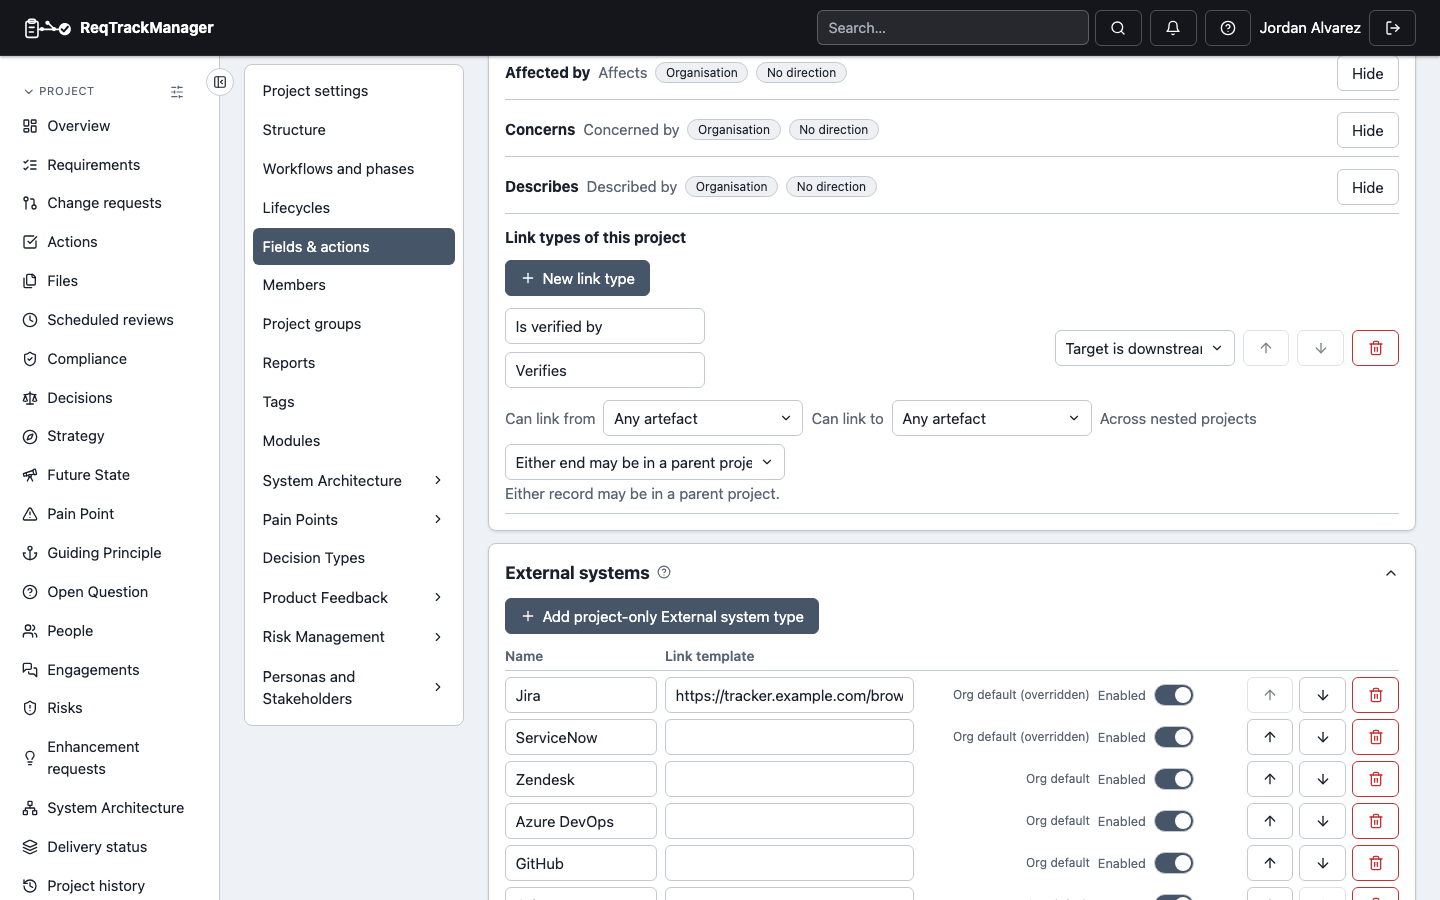 ReqTrackManager
Search...
Jordan Alvarez
PROJECT
Overview
Requirements
Change requests
Actions
Files
Scheduled reviews
Compliance
Decisions
Strategy
Future State
Pain Point
Guiding Principle
Open Question
People
Engagements
Risks
Enhancement
requests
System Architecture
Delivery status
Project history
Project settings
Structure
Workflows and phases
Lifecycles
Fields & actions
Members
Project groups
Reports
Tags
Modules
System Architecture
Pain Points
Decision Types
Product Feedback
Risk Management
Personas and
Stakeholders
Affected by Affects Organisation No direction Hide
Concerns Concerned by Organisation No direction Hide
Describes Described by Organisation No direction Hide
Link types of this project
New link type
Is verified by
Verifies
Target is downstrear
Can link from Any artefact Can link to Any artefact Across nested projects
Either end may be in a parent proje
Either record may be in a parent project.
External systems
Add project-only External system type
Name Link template
Jira https://tracker.example.com/brow Org default (overridden) Enabled
ServiceNow Org default (overridden) Enabled
Zendesk Org default Enabled
Azure DevOps Org default Enabled
GitHub Org default Enabled